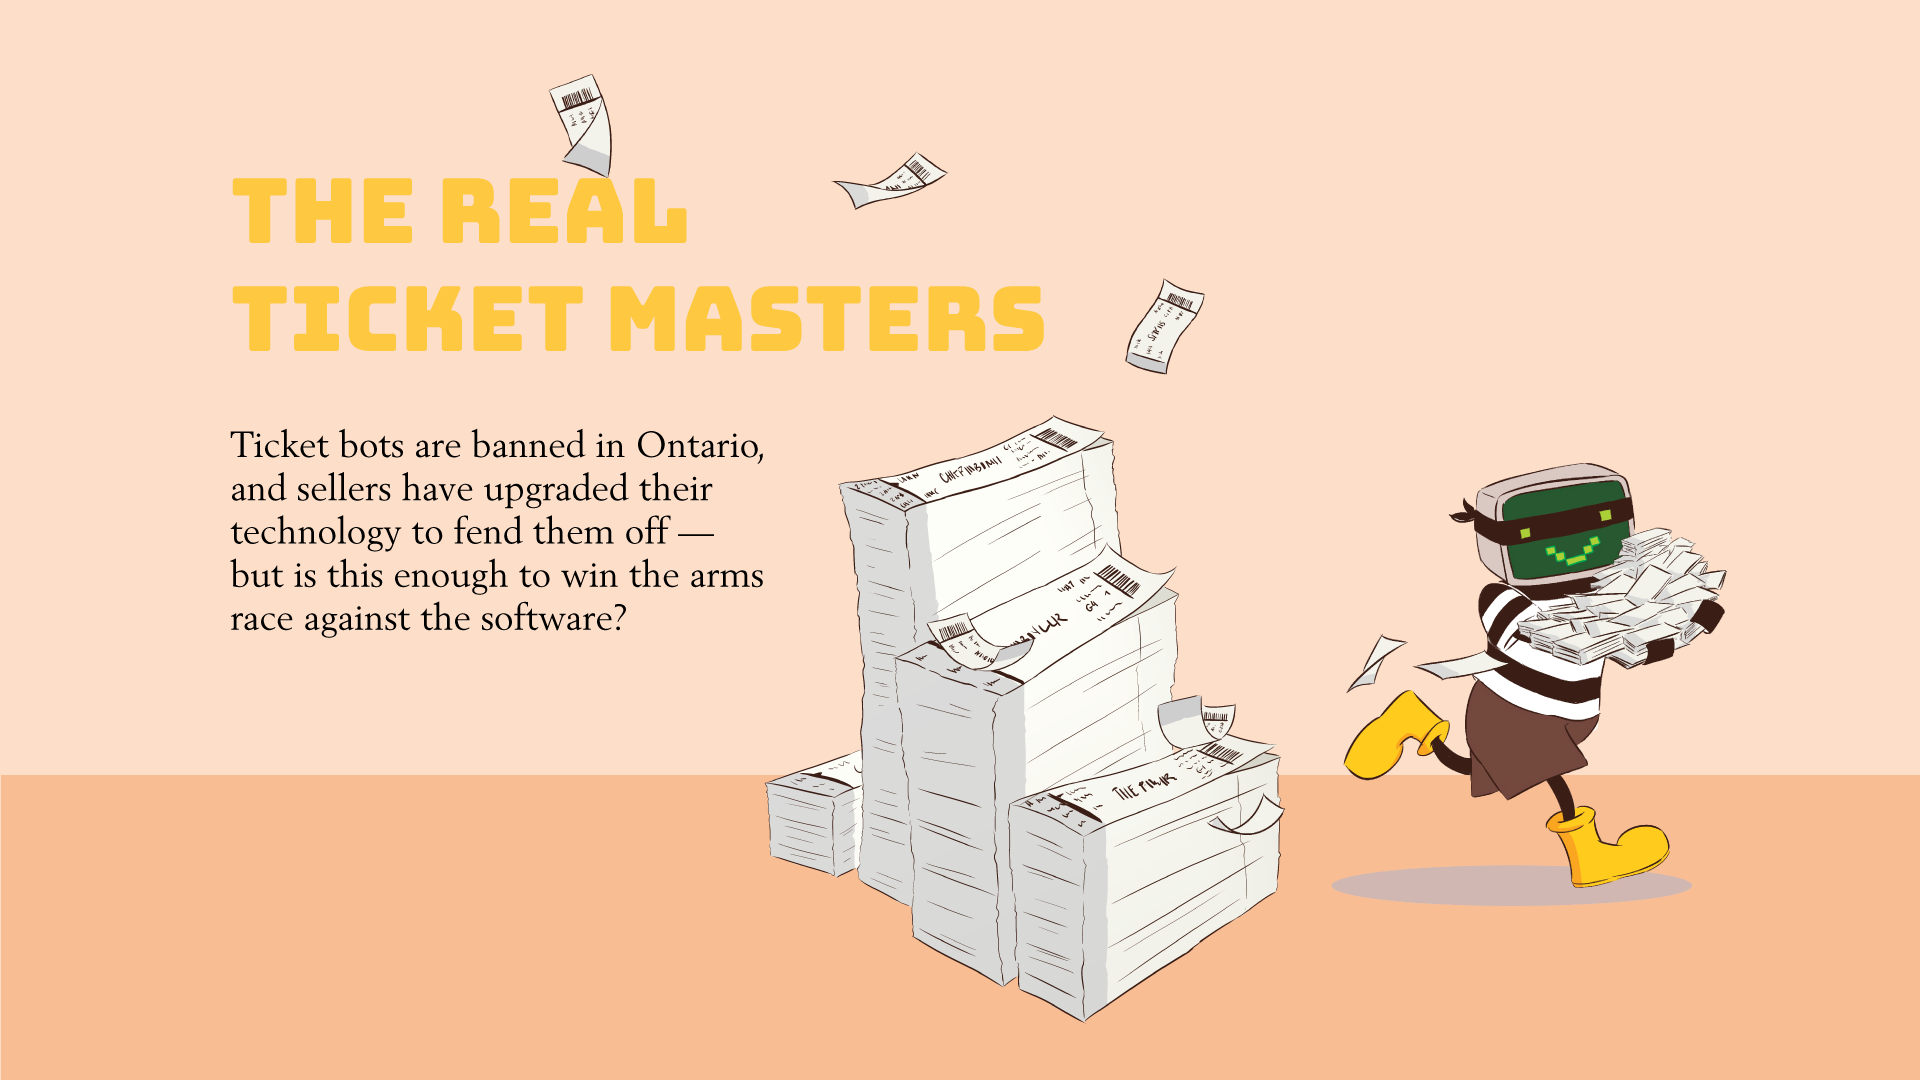 THE REAL
TICKET MASTERS
Ticket bots are banned in Ontario,
and sellers have upgraded their
technology to fend them off —
but is this enough to win the arms
race against the software?